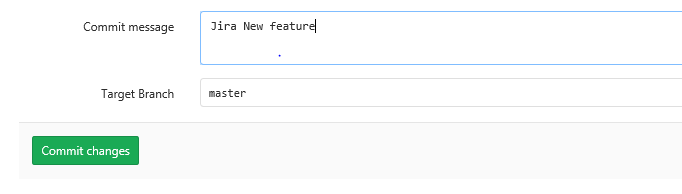 Commit message
Jira New feature
.
Target Branch
master
Commit changes